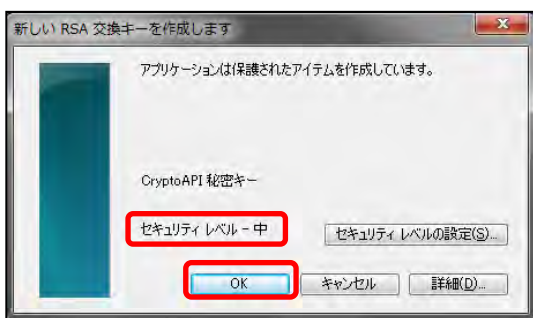 新しい RSA 交換キーを作成します
アプリケーションは保護されたアイテムを作成しています。
CryptoAPI 秘密キー
セキュリティ レベル - 中
セキュリティ レベルの設定(S)...
OK
キャンセル
詳細(D)...